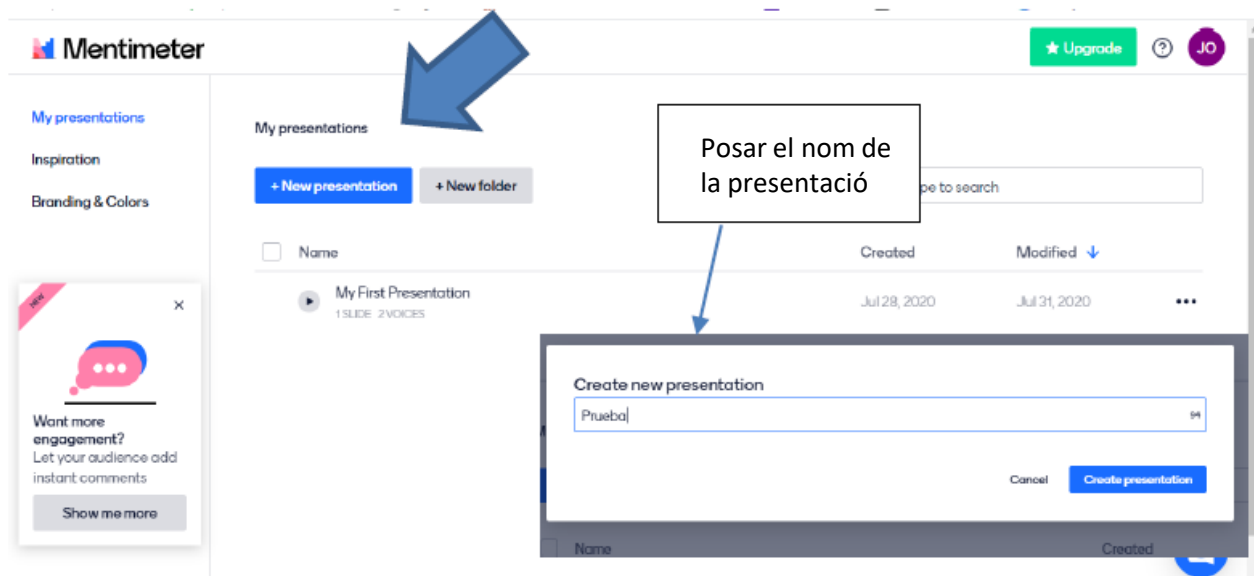 Mentimeter
★ Upgrade
?
JO
My presentations
Inspiration
Branding & Colors
My presentations
+ New presentation
+ New folder
Posar el nom de
la presentació
to search
Name
Created
Modified ↓
My First Presentation
1 SLIDE 2 VOICES
Jul 28, 2020
Jul 31, 2020
NEW
Want more
engagement?
Let your audience add
instant comments
Show me more
Create new presentation
Prueba
94
Cancel
Create presentation
Name
Created